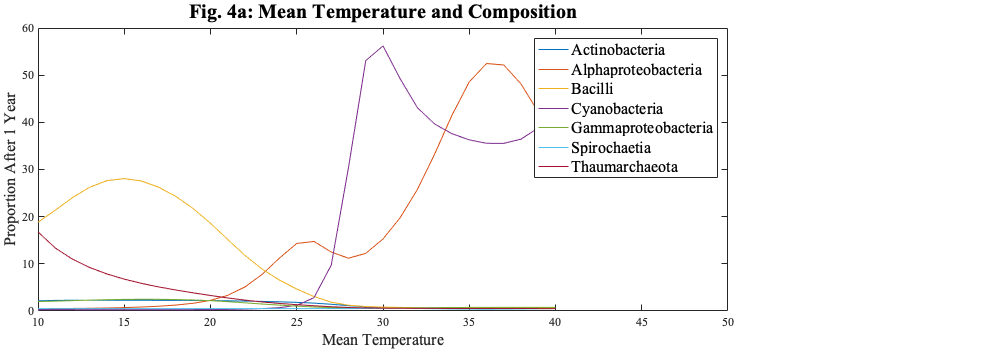 Fig. 4a: Mean Temperature and Composition
60
50
40
30
20
10
0
Proportion After 1 Year
10 15 20 25 30 35 40 45 50
Mean Temperature
Actinobacteria
Alphaproteobacteria
Bacilli
Cyanobacteria
Gammaproteobacteria
Spirochaetia
Thaumarchaeota